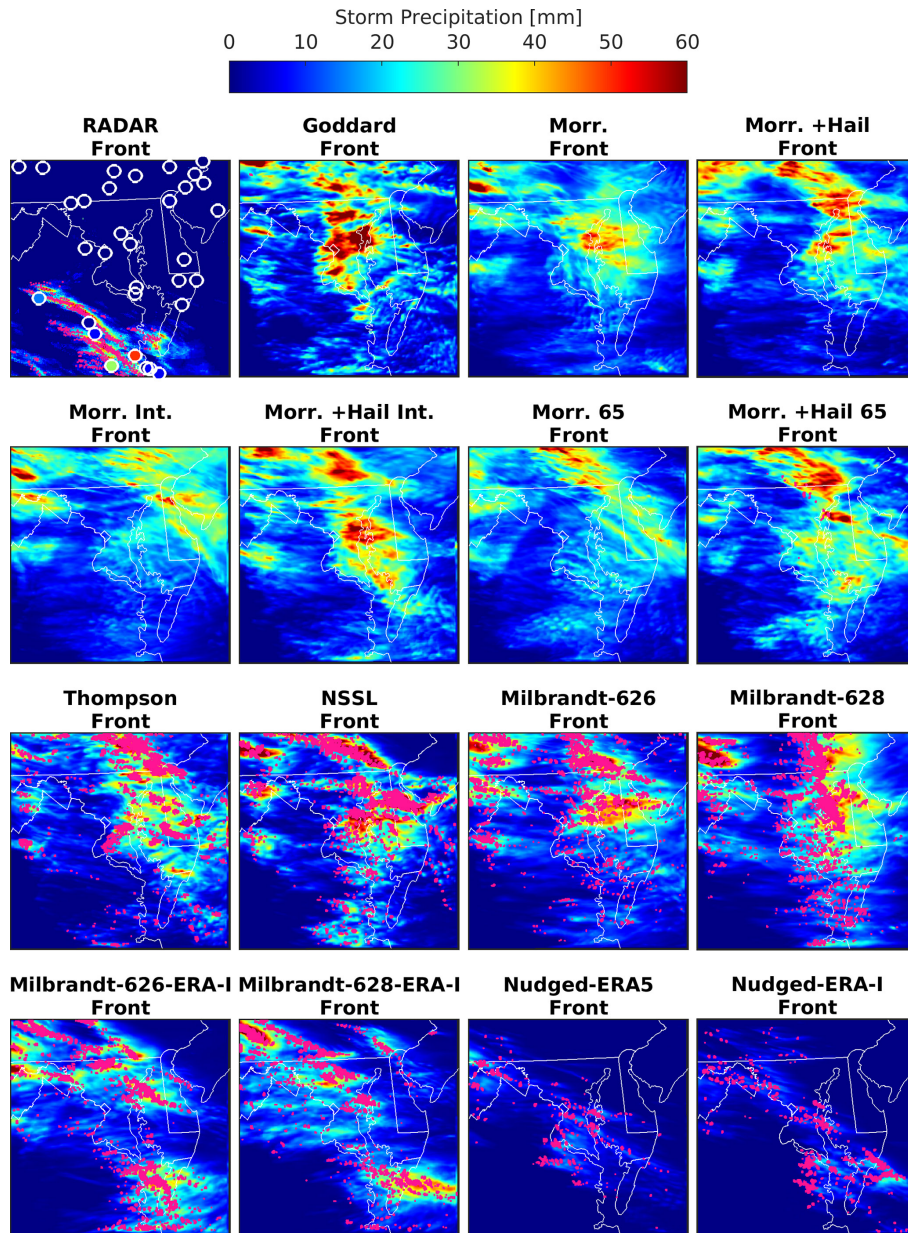 Storm Precipitation [mm]
0 10 20 30 40 50 60
RADAR
Front
Goddard
Front
Morr.
Front
Morr. +Hail
Front
Morr. Int.
Front
Morr. +Hail Int.
Front
Morr. 65
Front
Morr. +Hail 65
Front
Thompson
Front
NSSL
Front
Milbrandt-626
Front
Milbrandt-628
Front
Milbrandt-626-ERA-I
Front
Milbrandt-628-ERA-I
Front
Nudged-ERA5
Front
Nudged-ERA-I
Front